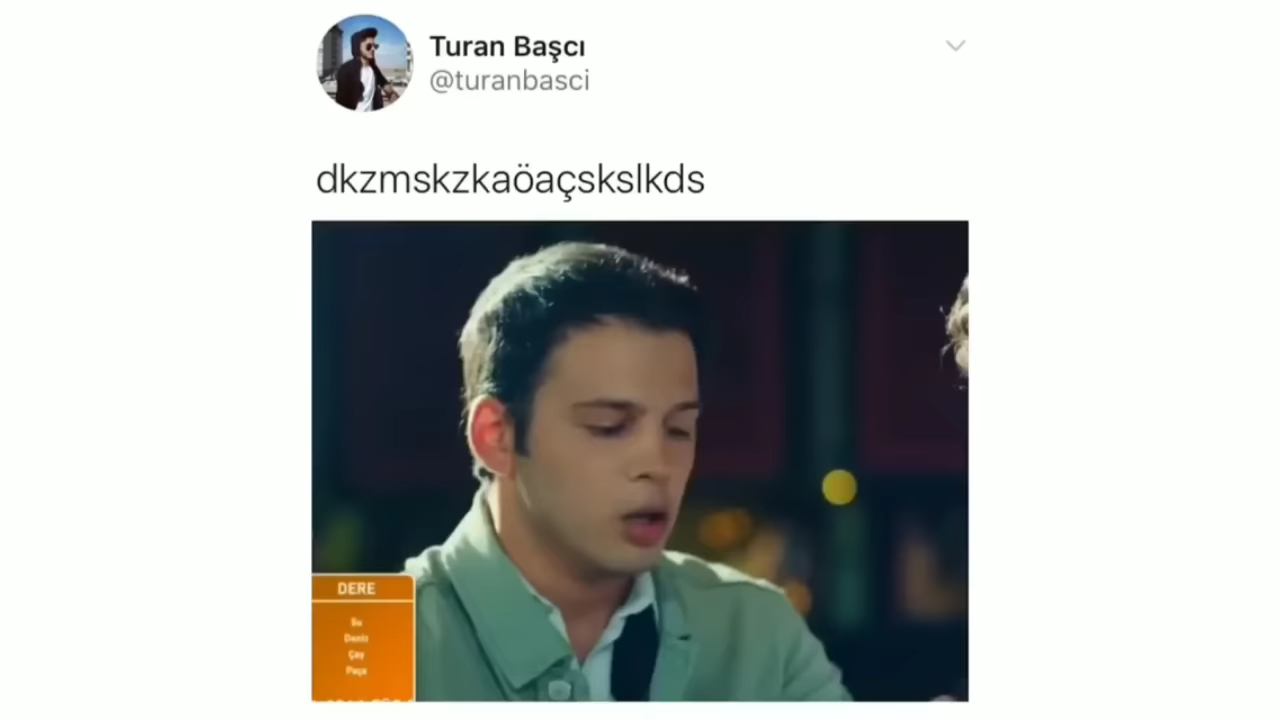 Turan Başcı
@turanbasci
dkzmskzkaöaçskslkds
DERE
Su
Deniz
Çay
Paça